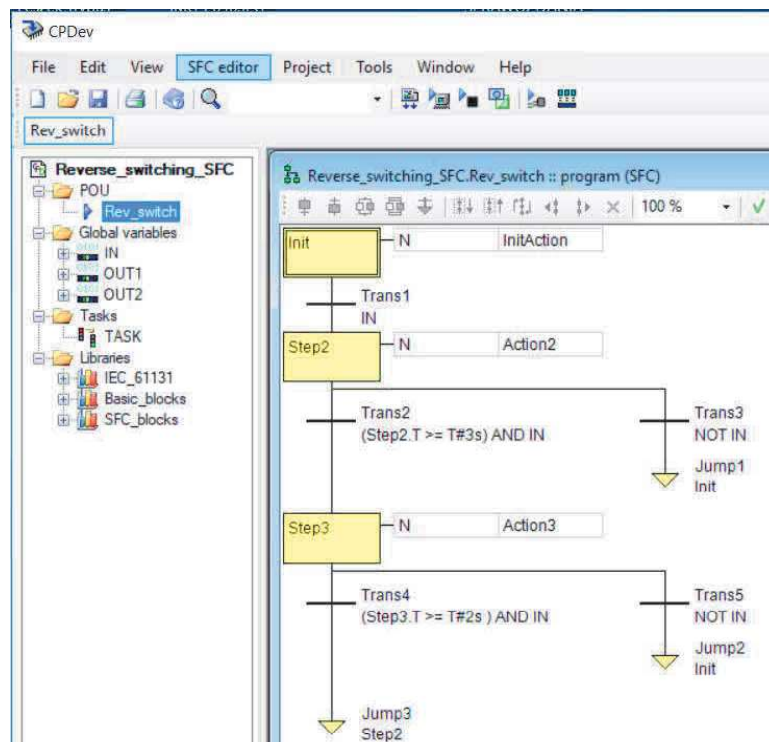 CPDev
File Edit View SFC editor Project Tools Window Help
Rev_switch
Reverse_switching_SFC
POU
Rev_switch
Global variables
IN
OUT1
OUT2
Tasks
TASK
Libraries
IEC_61131
Basic_blocks
SFC_blocks
Reverse_switching_SFC.Rev_switch :: program (SFC)
100 %
Init N InitAction
Trans1
IN
Step2 N Action2
Trans2
(Step2.T >= T#3s) AND IN
Trans3
NOT IN
Jump1
Init
Step3 N Action3
Trans4
(Step3.T >= T#2s ) AND IN
Trans5
NOT IN
Jump2
Init
Jump3
Step2